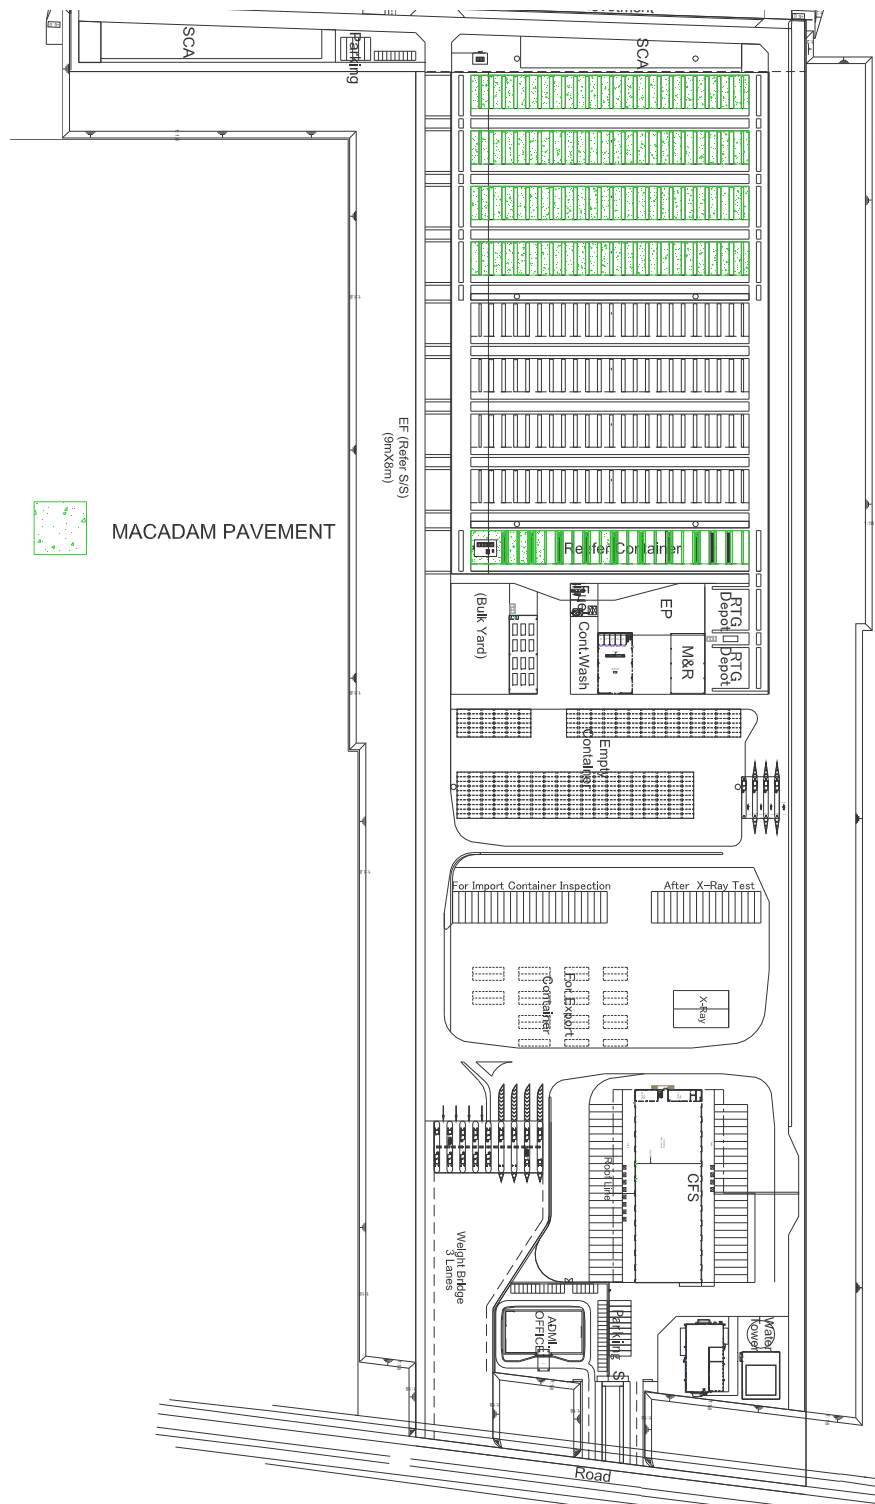 SCA
Parking
SCA
EF (Refer S/S)
(9mX8m)
MACADAM PAVEMENT
Reefer Container
(Bulk Yard)
Cont.Wash
EP
M&R
RTG
Depot
RTG
Depot
Empty
Container
For Import Container Inspection
After X-Ray Test
For Export
Container
X-Ray
Roof Line
CFS
Weight Bridge
3 Lanes
ADMI.
OFFICE
Parking S
Water
Tower
Road